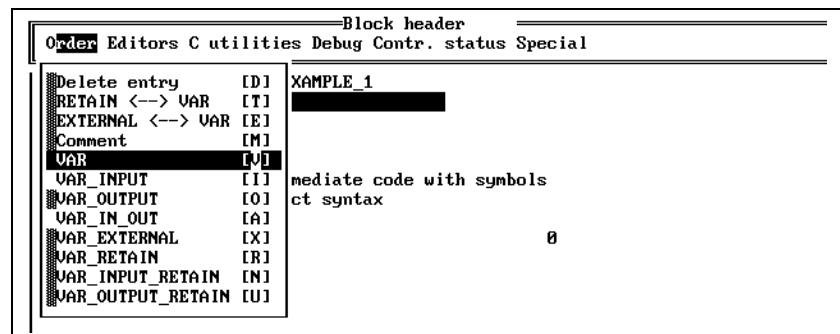 Block header
Order Editors C utilities Debug Contr. status Special
Delete entry [D] XAMPLE_1
RETAIN <--> VAR [T]
EXTERNAL <--> VAR [E]
Comment [M]
VAR [V]
VAR_INPUT [I] mediate code with symbols
VAR_OUTPUT [O] ct syntax
VAR_IN_OUT [A]
VAR_EXTERNAL [X] 0
VAR_RETAIN [R]
VAR_INPUT_RETAIN [N]
VAR_OUTPUT_RETAIN [U]